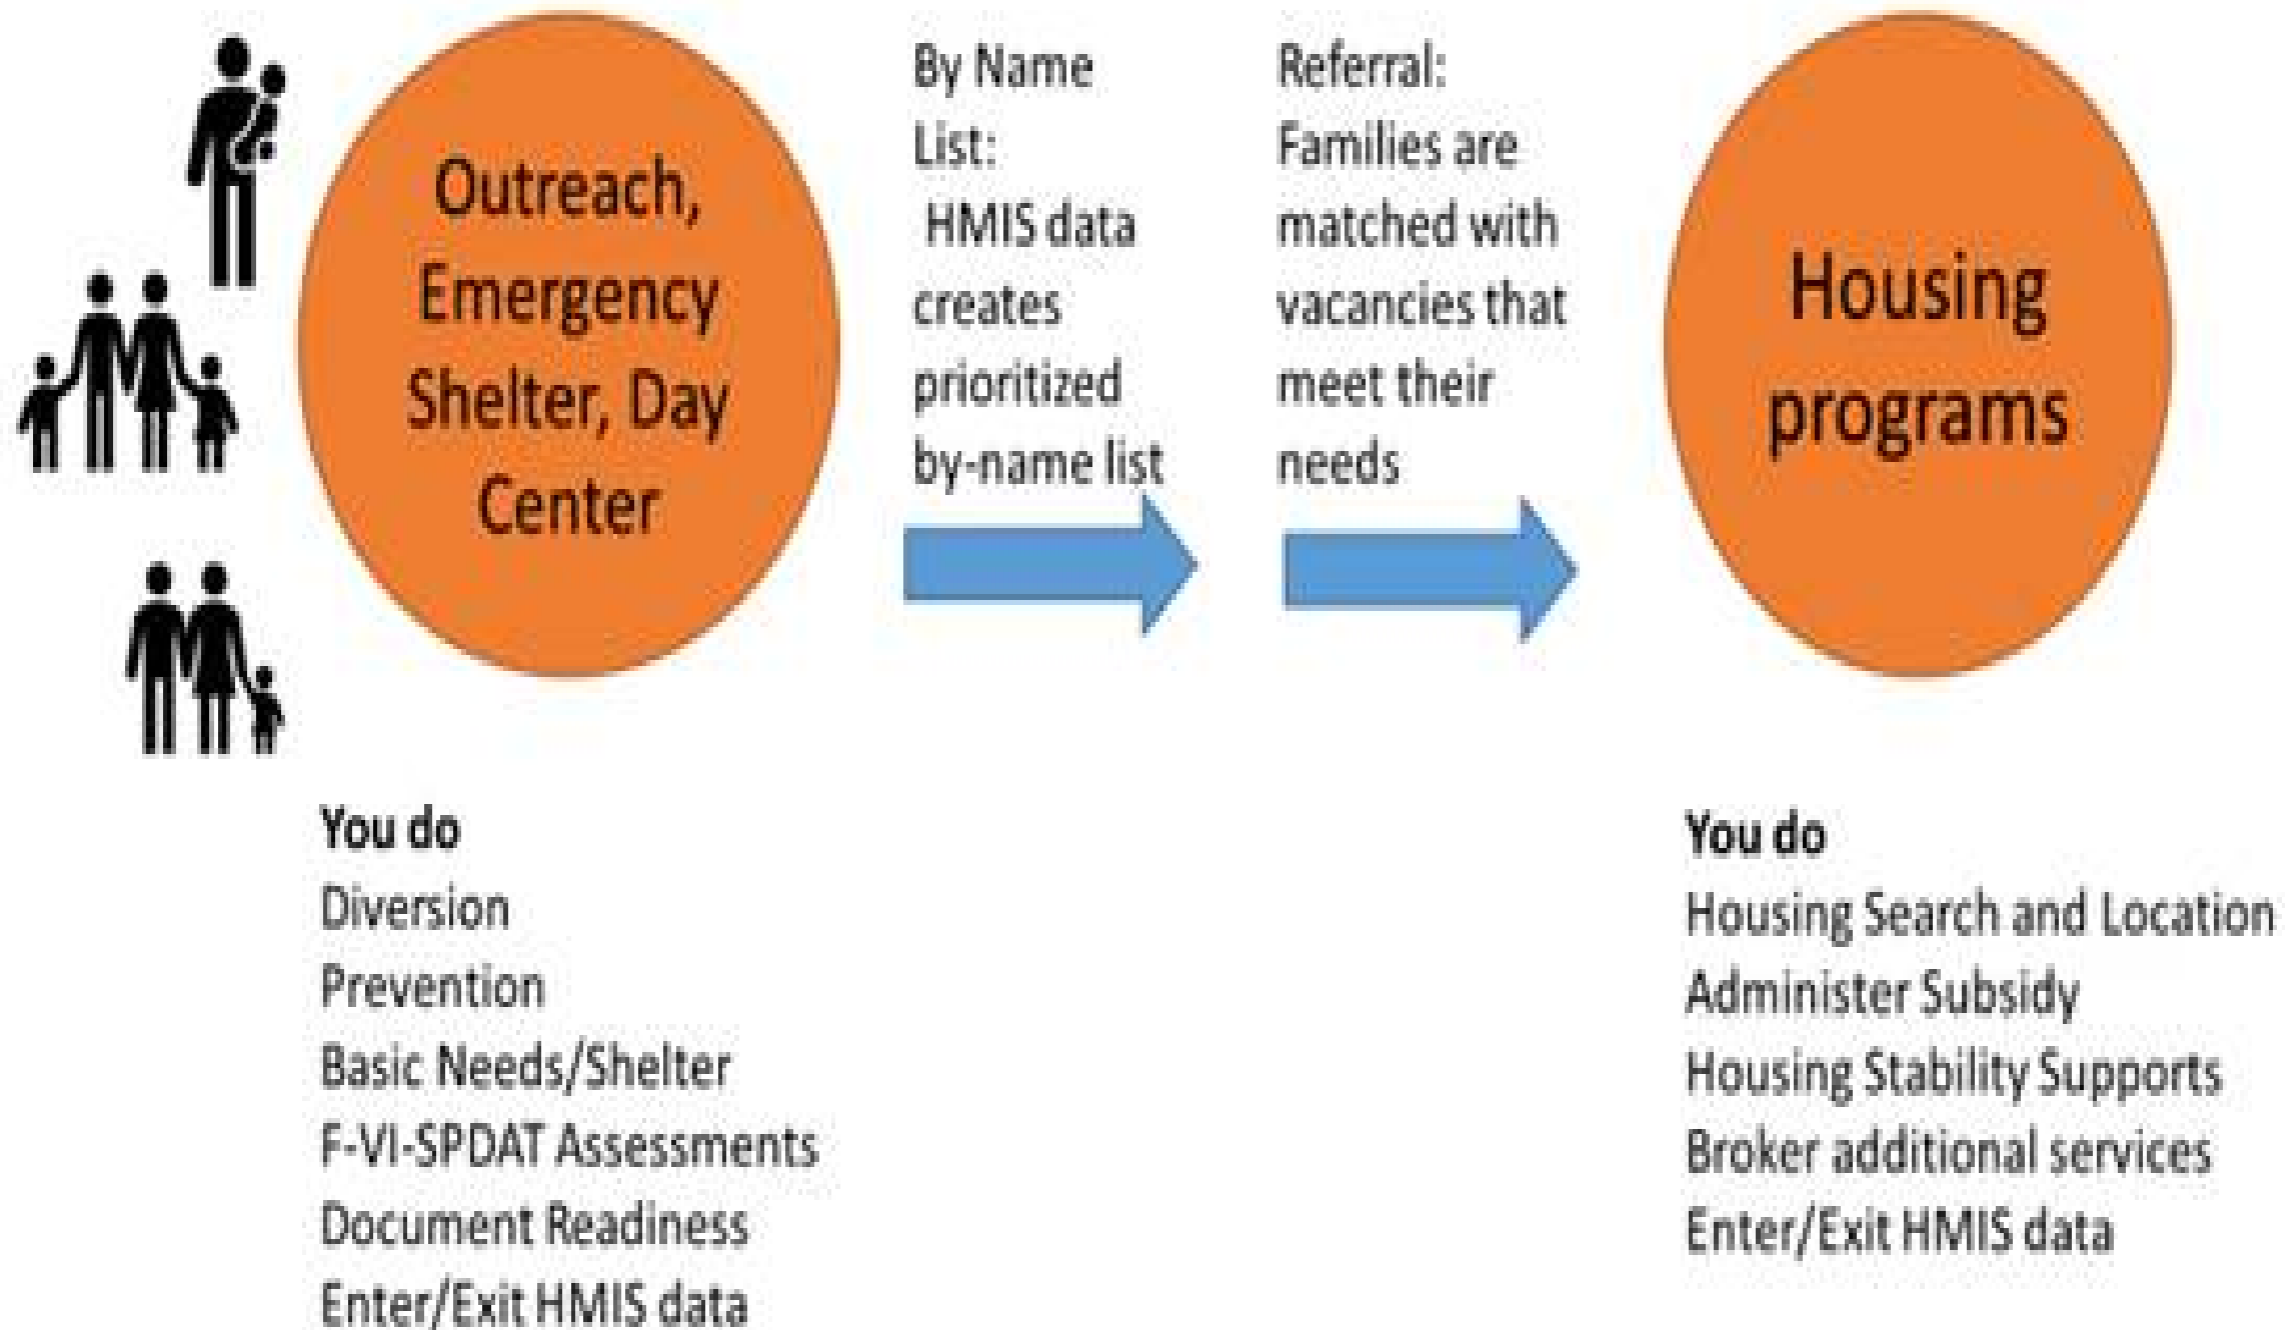 Outreach,
Emergency
Shelter, Day
Center
By Name
List:
HMIS data
creates
prioritized
by-name list
Referral:
Families are
matched with
vacancies that
meet their
needs
Housing
programs
You do
Diversion
Prevention
Basic Needs/Shelter
F-VI-SPDAT Assessments
Document Readiness
Enter/Exit HMIS data
You do
Housing Search and Location
Administer Subsidy
Housing Stability Supports
Broker additional services
Enter/Exit HMIS data